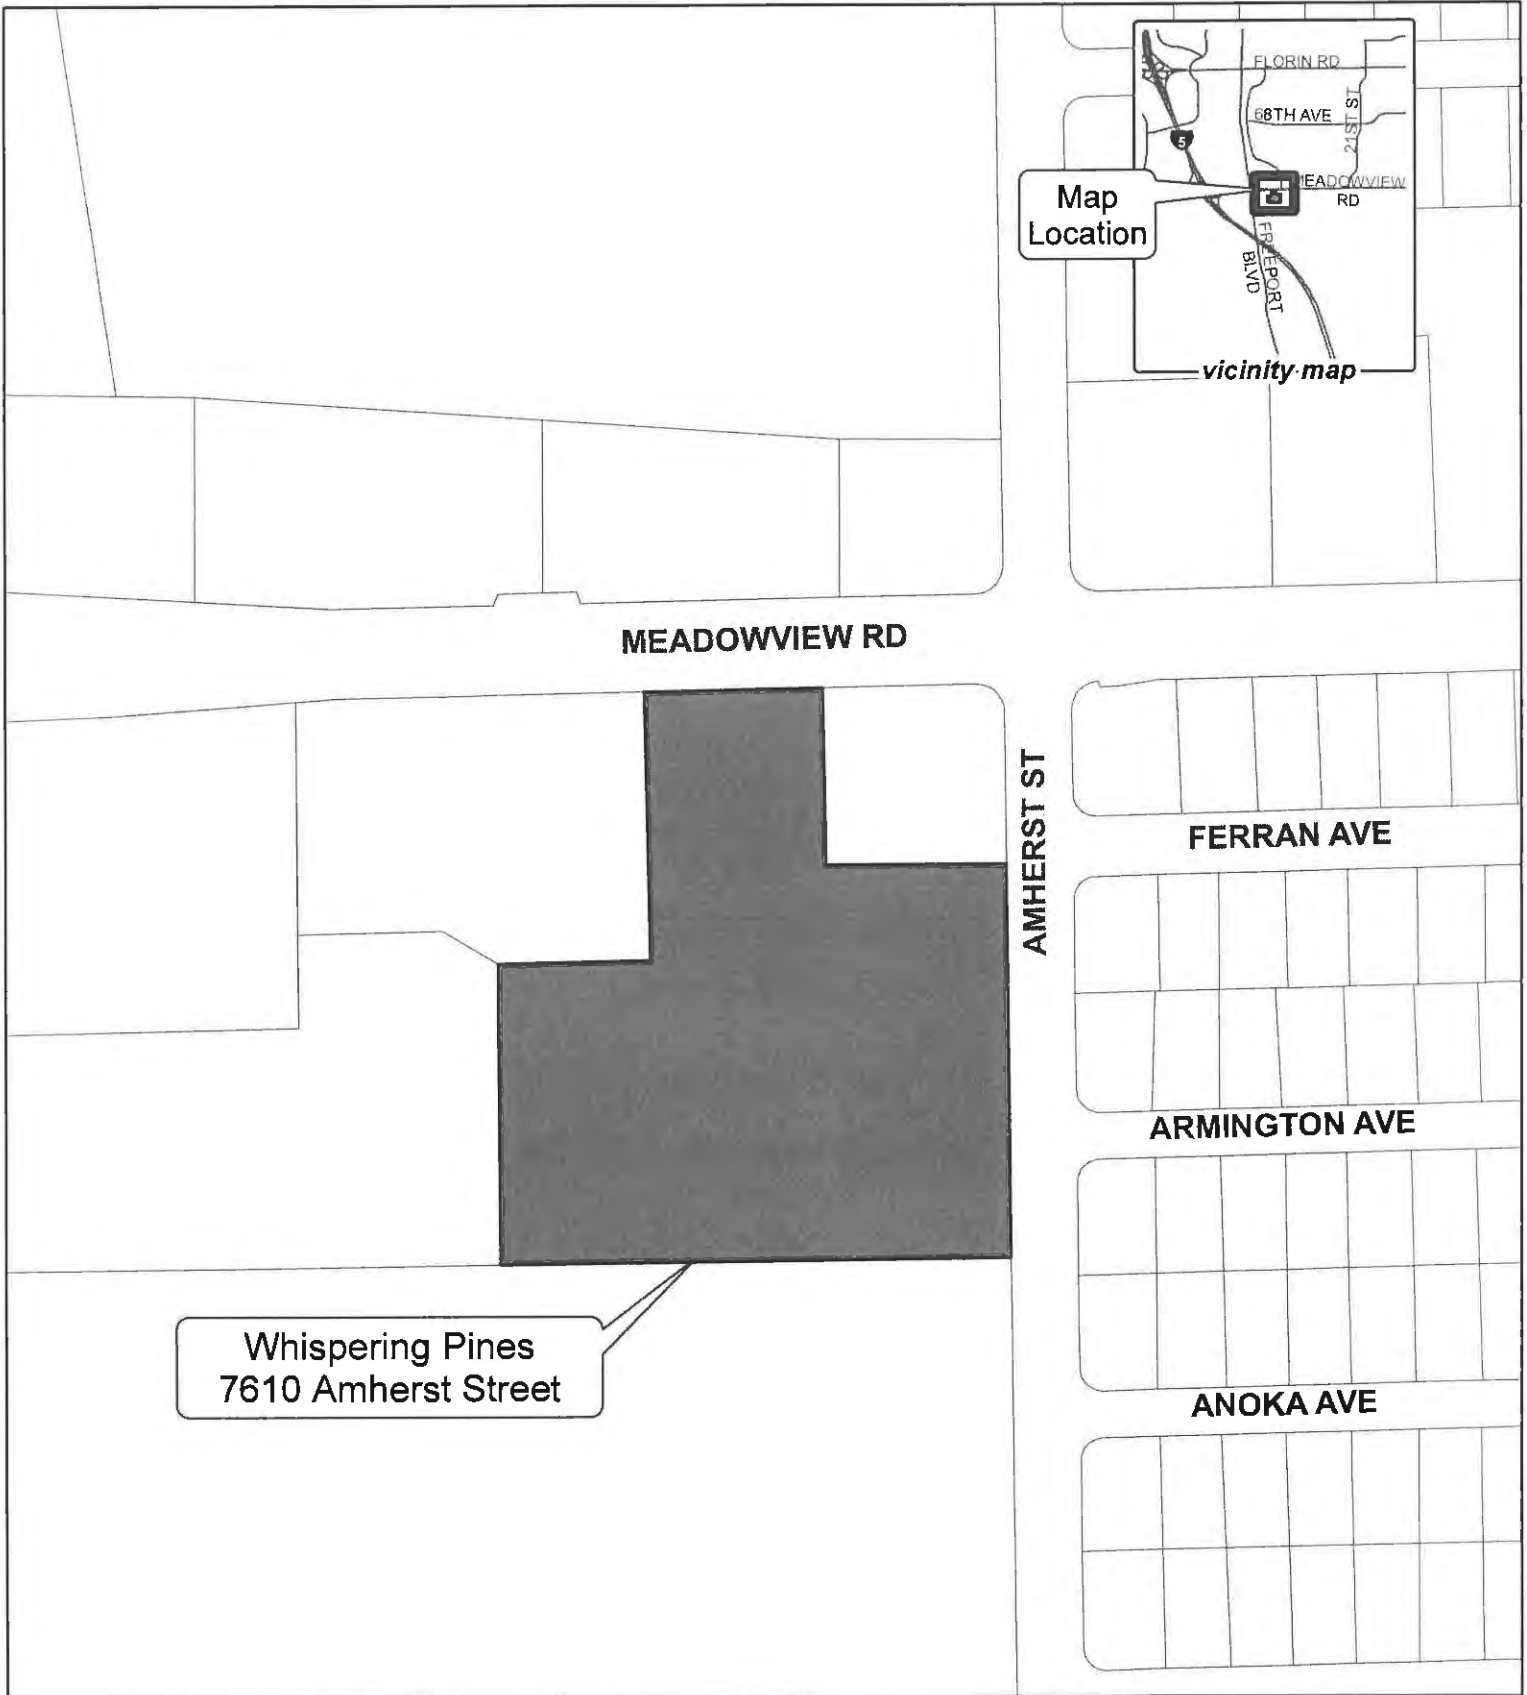 FLORIN RD
68TH AVE
21ST ST
5
Map
Location
MEADOWVIEW
RD
FREEPORT
BLVD
vicinity map
MEADOWVIEW RD
AMHERST ST
FERRAN AVE
ARMINGTON AVE
Whispering Pines
7610 Amherst Street
ANOKA AVE